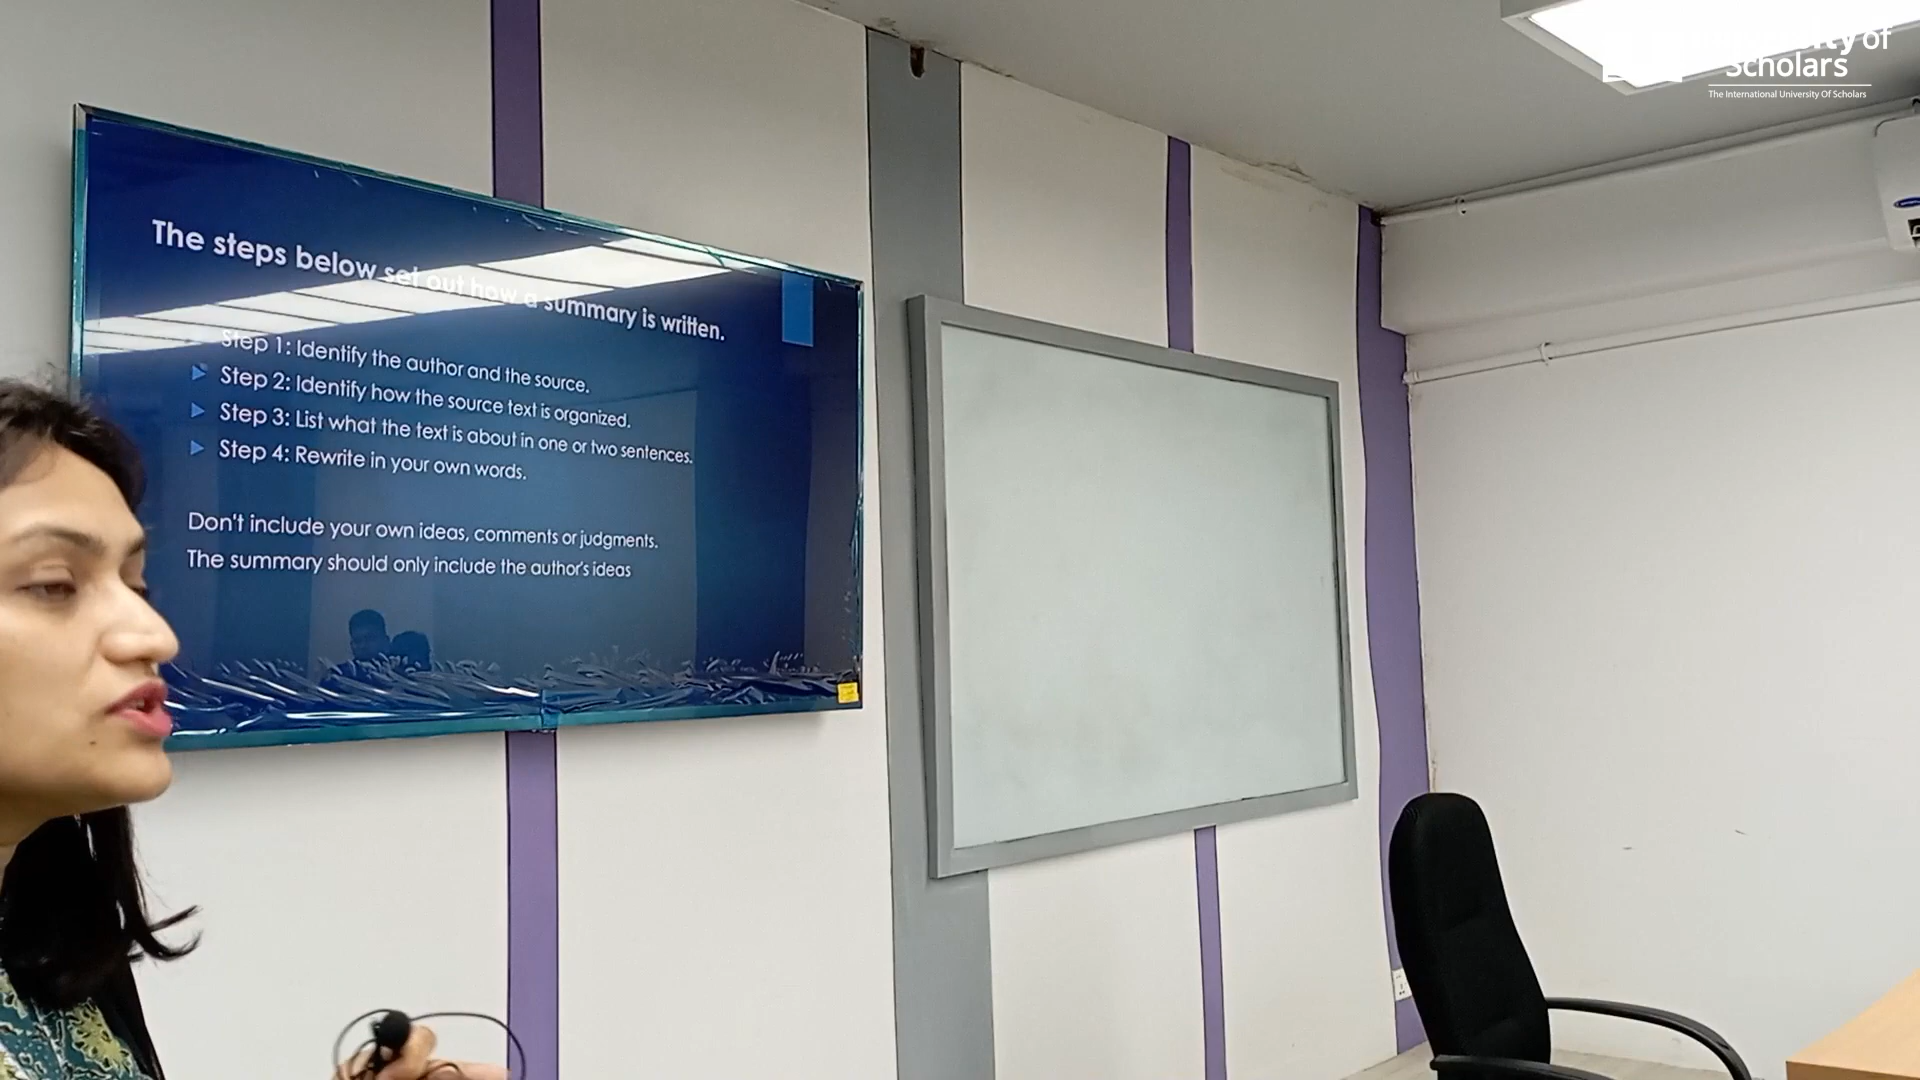 of
Scholars
The International University Of Scholars
The steps below set out how a summary is written.
Step 1: Identify the author and the source.
Step 2: Identify how the source text is organized.
Step 3: List what the text is about in one or two sentences.
Step 4: Rewrite in your own words.
Don't include your own ideas, comments or judgments.
The summary should only include the author's ideas